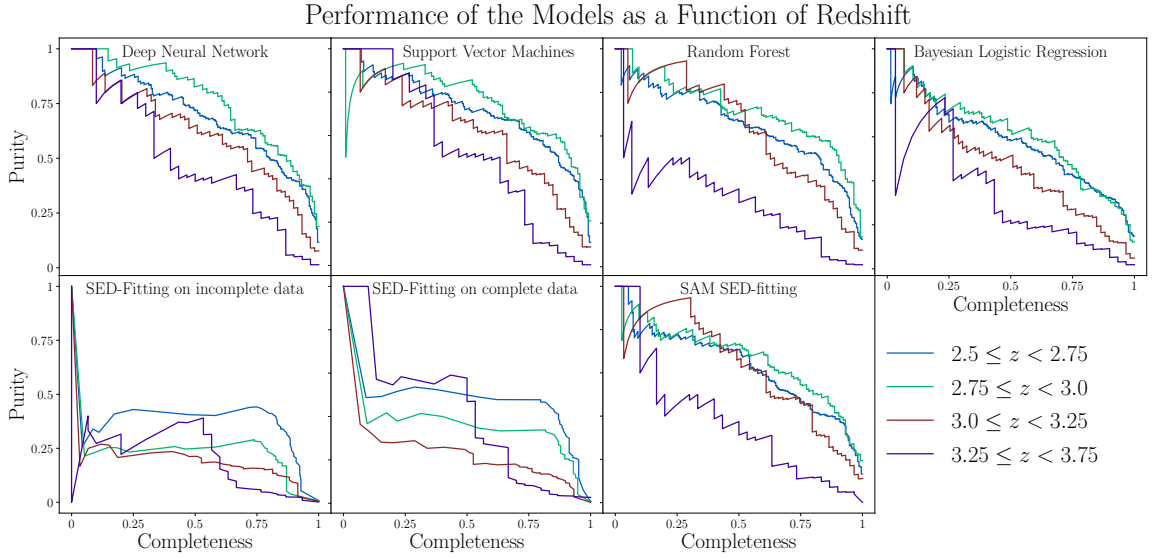 Performance of the Models as a Function of Redshift
Deep Neural Network
Support Vector Machines
Random Forest
Bayesian Logistic Regression
1
0.75
0.5
0.25
0
Purity
0 0.25 0.5 0.75 1
Completeness
SED-Fitting on incomplete data
SED-Fitting on complete data
SAM SED-fitting
1
0.75
0.5
0.25
0
Purity
0 0.25 0.5 0.75 1
Completeness
0 0.25 0.5 0.75 1
Completeness
0 0.25 0.5 0.75 1
Completeness
2.5 ≤ z < 2.75
2.75 ≤ z < 3.0
3.0 ≤ z < 3.25
3.25 ≤ z < 3.75